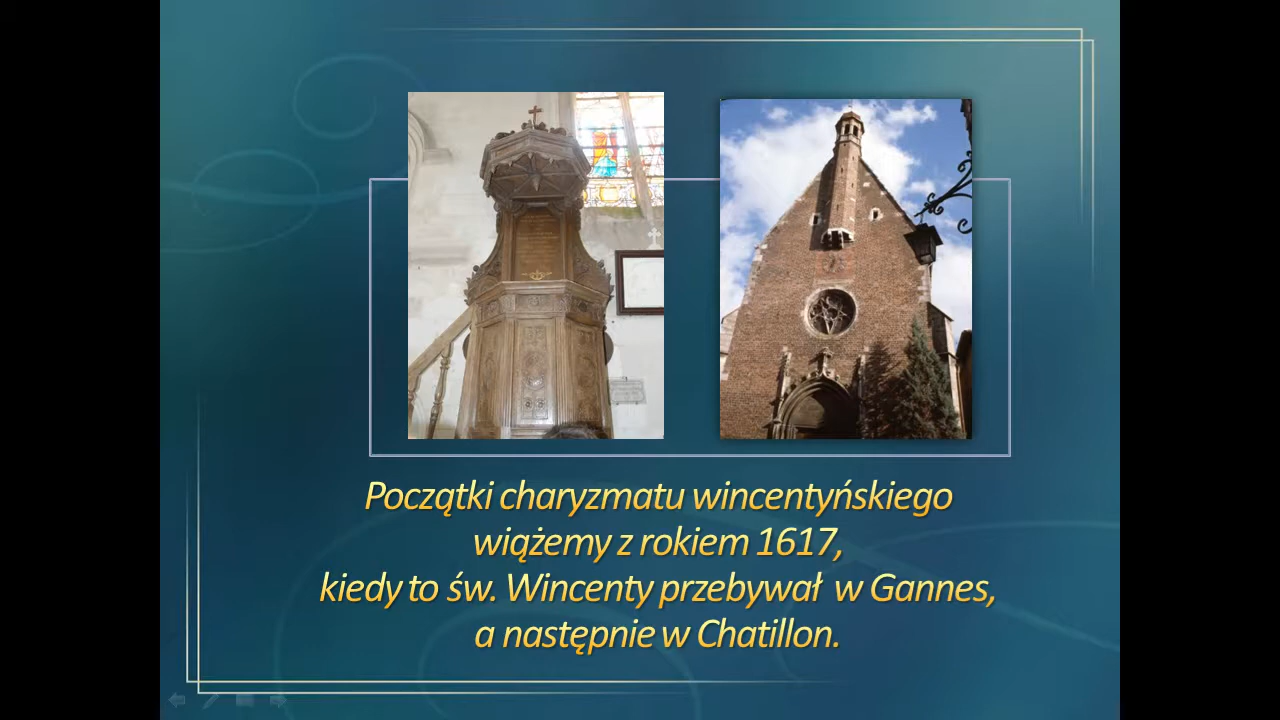 Początki charyzmatu wincentyńskiego
wiążemy z rokiem 1617,
kiedy to św. Wincenty przebywał w Gannes,
a następnie w Chatillon.